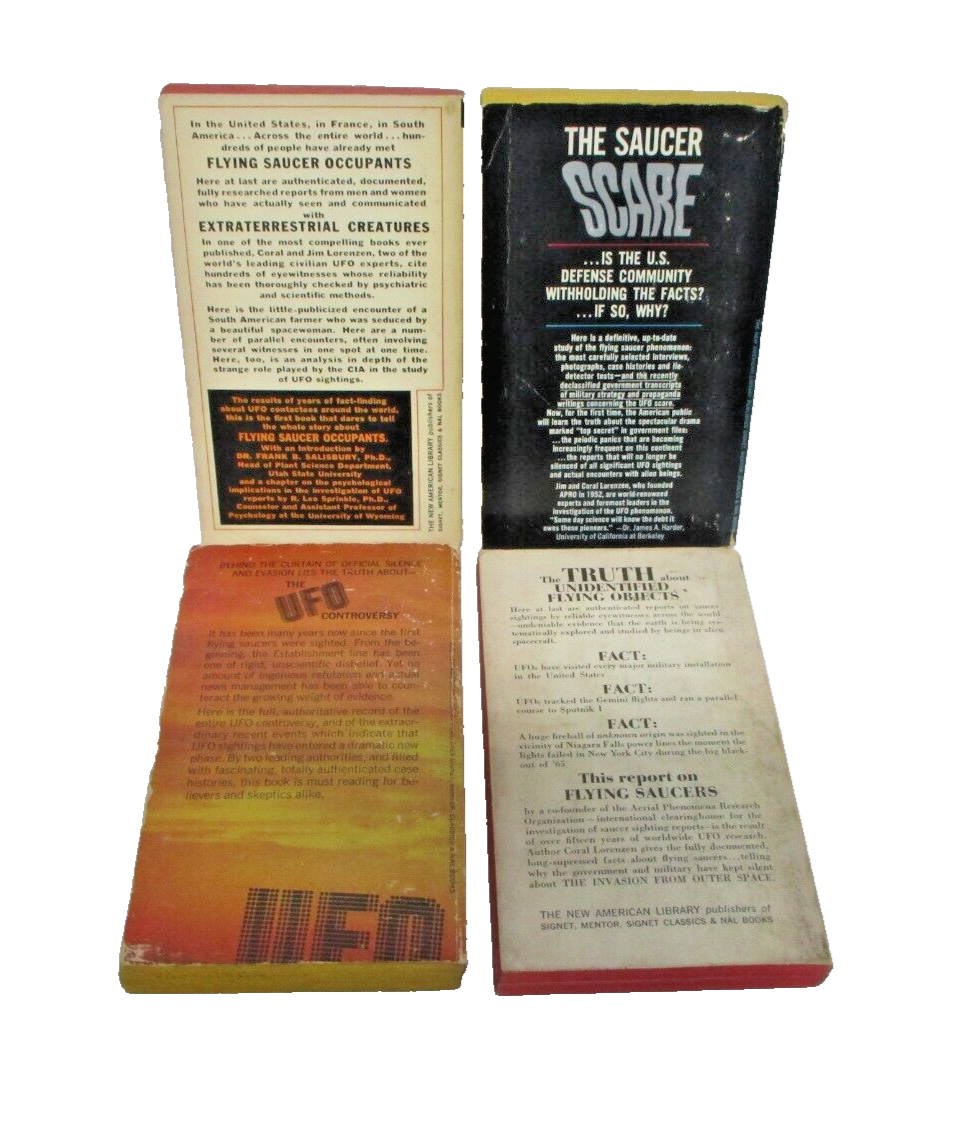 In the United States, in France, in South
America... Across the entire world... hun-
dreds of people have already met
FLYING SAUCER OCCUPANTS
Here at last are authenticated, documented,
fully researched reports from men and women
who have actually seen and communicated
with
EXTRATERRESTRIAL CREATURES
In one of the most compelling books ever
published, Coral and Jim Lorenzen, two of the
world's leading civilian UFO experts, cite
hundreds of eyewitnesses whose reliability
has been thoroughly checked by psychiatric
and scientific methods.
Here is the little-publicized encounter of a
South American farmer who was seduced by
a beautiful spacewoman. Here are a num-
ber of parallel encounters, often involving
several witnesses in one spot at one time.
Here, too, is an analysis in depth of the
strange role played by the CIA in the study
of UFO sightings.
The results of years of fact-finding
about UFO contactees around the world,
this is the first book that dares to tell
the whole story about
FLYING SAUCER OCCUPANTS.
With an Introduction by
DR. FRANK B. SALISBURY, Ph.D.,
Head of Plant Science Department,
Utah State University
and a chapter on the psychological
implications in the investigation of UFO
reports by R. Leo Sprinkle, Ph.D.,
Counselor and Assistant Professor of
Psychology at the University of Wyoming
THE NEW AMERICAN LIBRARY publishers of
SIGNET, MENTOR, SIGNET CLASSICS & NAL BOOKS
THE SAUCER
SCARE
...IS THE U.S.
DEFENSE COMMUNITY
WITHHOLDING THE FACTS?
...IF SO, WHY?
Here is a definitive, up-to-date
study of the flying saucer phenomenon:
the most carefully selected interviews,
photographs, case histories and lie-
detector tests—and the recently
declassified government transcripts
of military strategy and propaganda
writings concerning the UFO scare.
Now, for the first time, the American public
will learn the truth about the spectacular drama
marked "top secret" in government files:
...the periodic panics that are becoming
increasingly frequent on this continent
...the reports that will no longer be
silenced of all significant UFO sightings
and actual encounters with alien beings.
Jim and Coral Lorenzen, who founded
APRO in 1952, are world-renowned
experts and foremost leaders in the
investigation of the UFO phenomenon.
"Some day science will know the debt it
owes these pioneers." —Dr. James A. Harder,
University of California at Berkeley
BEHIND THE CURTAIN OF OFFICIAL SILENCE
AND EVASION LIES THE TRUTH ABOUT—
THE
UFO
CONTROVERSY
It has been many years now since the first
flying saucers were sighted. From the be-
ginning, the Establishment line has been
one of rigid, unscientific disbelief. Yet no
amount of ingenious refutation and actual
news management has been able to coun-
teract the growing weight of evidence.
Here is the full, authoritative record of the
entire UFO controversy, and of the extraor-
dinary recent events which indicate that
UFO sightings have entered a dramatic new
phase. By two leading authorities, and filled
with fascinating, totally authenticated case
histories, this book is must reading for be-
lievers and skeptics alike.
UFO
The TRUTH about
UNIDENTIFIED
FLYING OBJECTS
Here at last are authenticated reports on saucer
sightings by reliable eyewitnesses across the world
—undeniable evidence that the earth is being sys-
tematically explored and studied by beings in alien
spacecraft.
FACT:
UFOs have visited every major military installation
in the United States
FACT:
UFOs tracked the Gemini flights and ran a parallel
course to Sputnik I
FACT:
A huge fireball of unknown origin was sighted in the
vicinity of Niagara Falls power lines the moment the
lights failed in New York City during the big black-
out of '65
This report on
FLYING SAUCERS
by a co-founder of the Aerial Phenomena Research
Organization—international clearinghouse for the
investigation of saucer sighting reports—is the result
of over fifteen years of worldwide UFO research.
Author Coral Lorenzen gives the fully documented,
long-supressed facts about flying saucers...telling
why the government and military have kept silent
about THE INVASION FROM OUTER SPACE.
THE NEW AMERICAN LIBRARY publishers of
SIGNET, MENTOR, SIGNET CLASSICS & NAL BOOKS